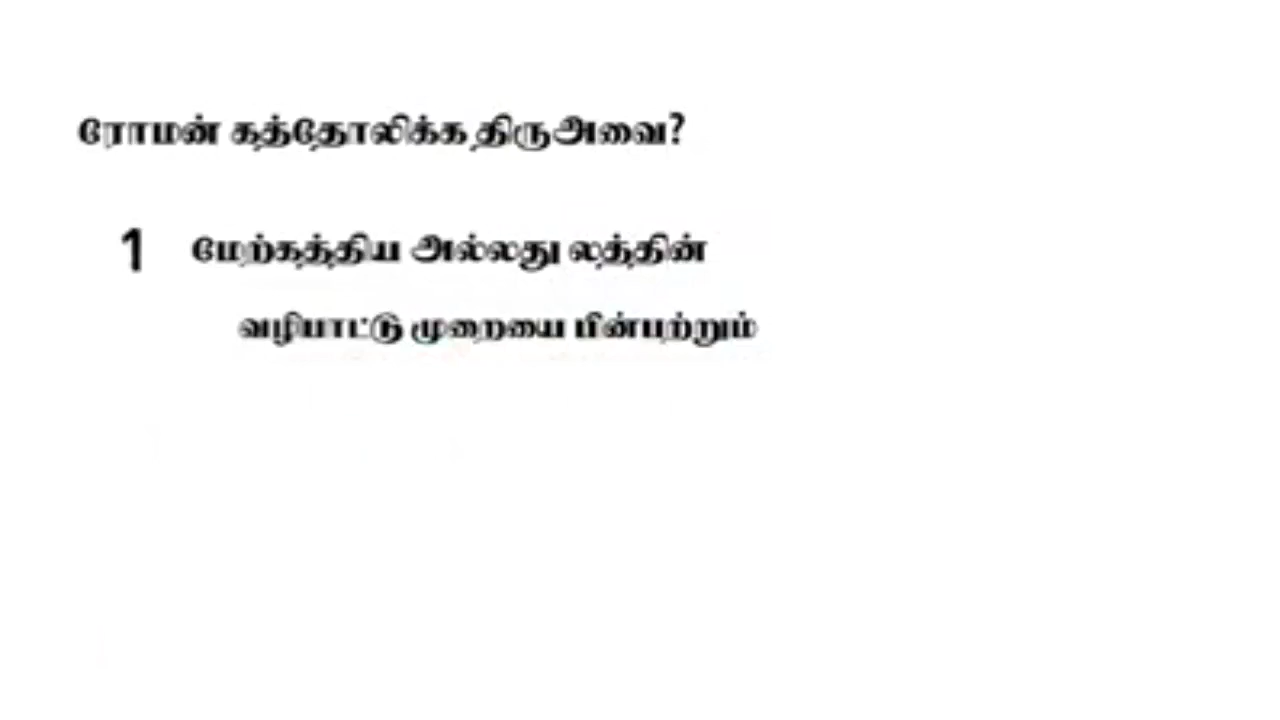 ரோமன் கத்தோலிக்க திருஅவை?
1 மேற்கத்திய அல்லது லத்தின்
வழிபாட்டு முறையை பின்பற்றும்